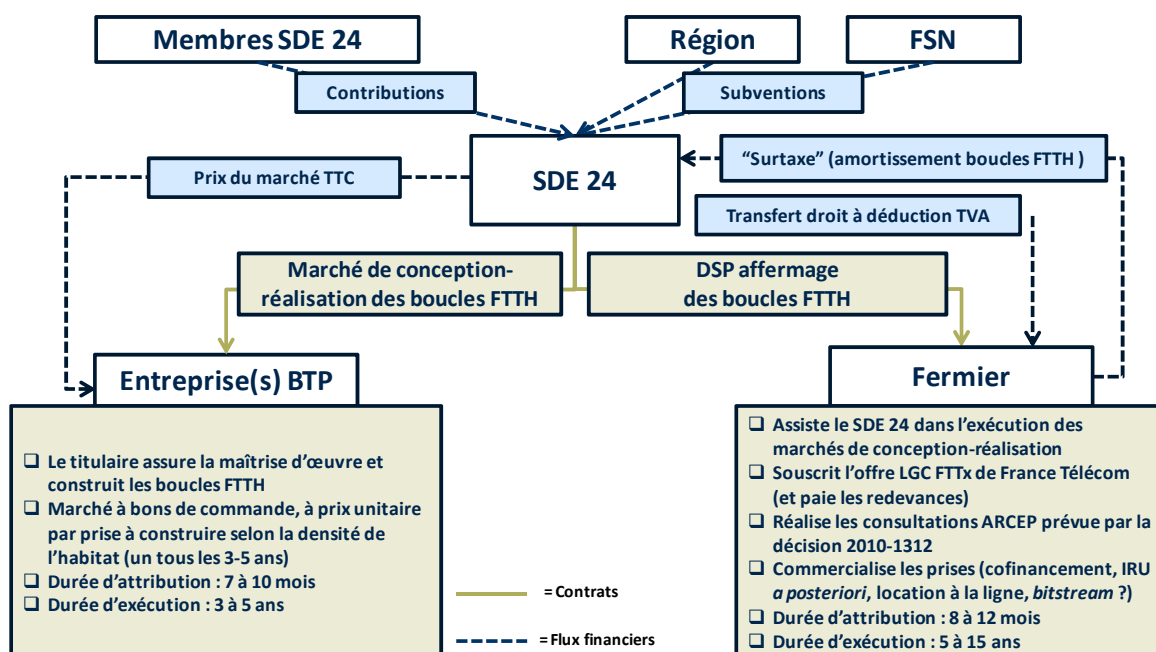 Membres SDE 24
Région
FSN
Contributions
Subventions
“Surtaxe” (amortissement boucles FTTH )
Prix du marché TTC
SDE 24
Transfert droit à déduction TVA
Marché de conception-
réalisation des boucles FTTH
DSP affermage
des boucles FTTH
Entreprise(s) BTP
Fermier
❑ Le titulaire assure la maîtrise d’œuvre et
construit les boucles FTTH
❑ Marché à bons de commande, à prix unitaire
par prise à construire selon la densité de
l’habitat (un tous les 3-5 ans)
❑ Durée d’attribution : 7 à 10 mois
❑ Durée d’exécution : 3 à 5 ans
❑ Assiste le SDE 24 dans l’exécution des
marchés de conception-réalisation
❑ Souscrit l’offre LGC FTTx de France Télécom
(et paie les redevances)
❑ Réalise les consultations ARCEP prévue par la
décision 2010-1312
❑ Commercialise les prises (cofinancement, IRU
a posteriori, location à la ligne, bitstream ?)
❑ Durée d’attribution : 8 à 12 mois
❑ Durée d’exécution : 5 à 15 ans
= Contrats
= Flux financiers